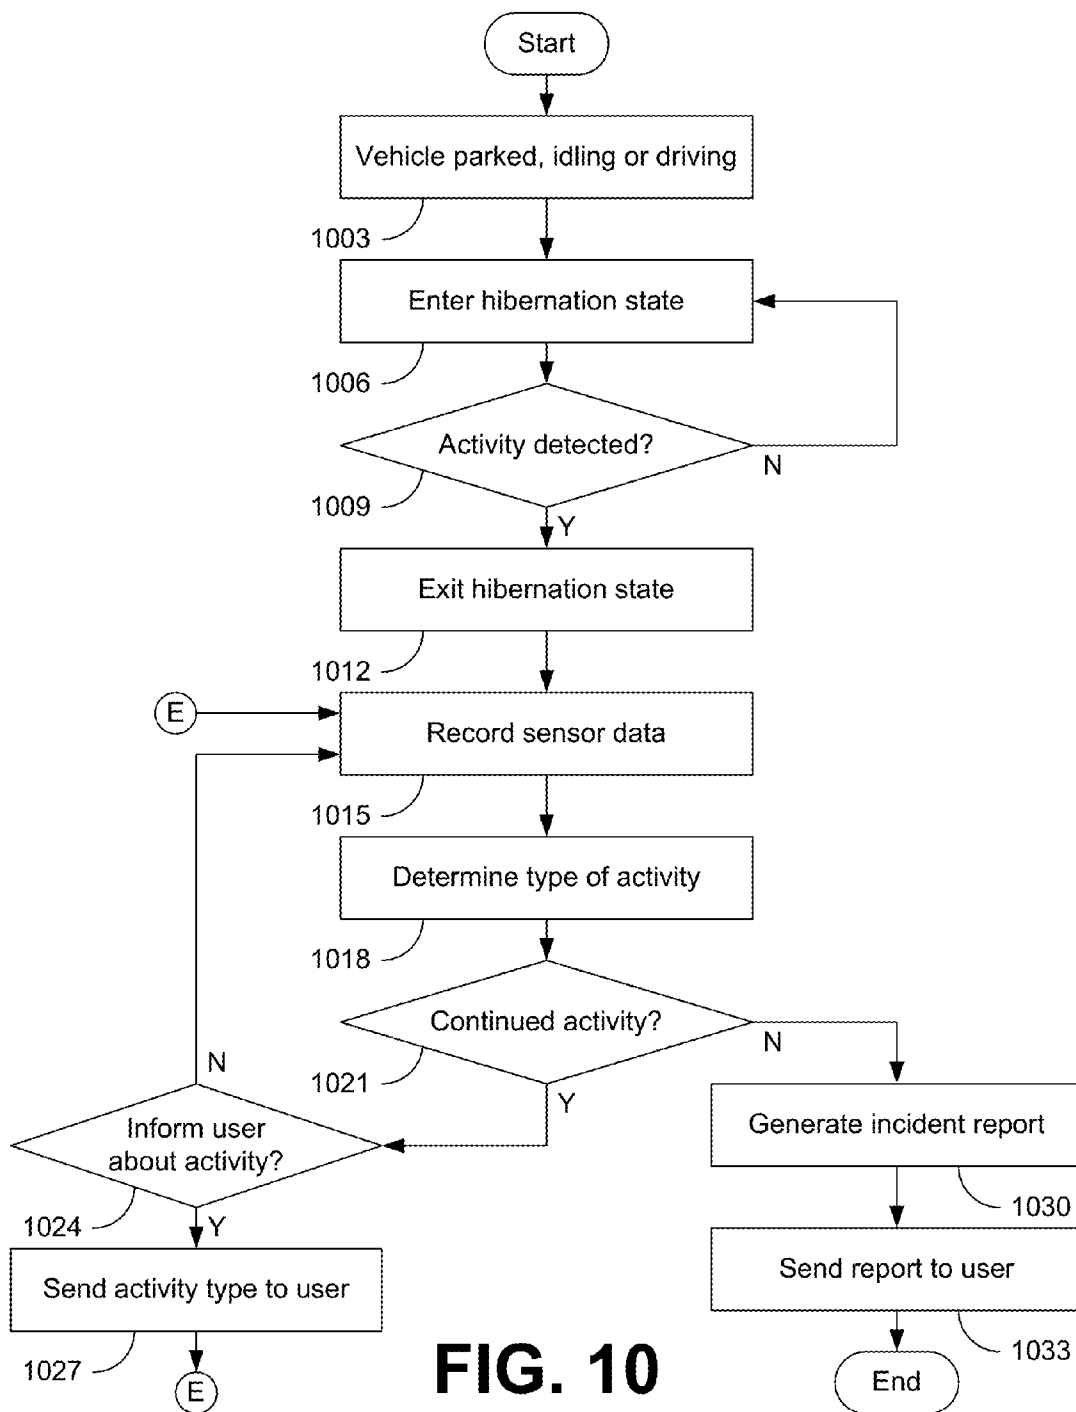 Start
Vehicle parked, idling or driving
1003
Enter hibernation state
1006
Activity detected?
N
1009
Y
Exit hibernation state
1012
E
Record sensor data
1015
Determine type of activity
1018
Continued activity?
N
1021
Y
N
Inform user
about activity?
Generate incident report
1024
Y
1030
Send activity type to user
Send report to user
1027
1033
E
End
FIG. 10